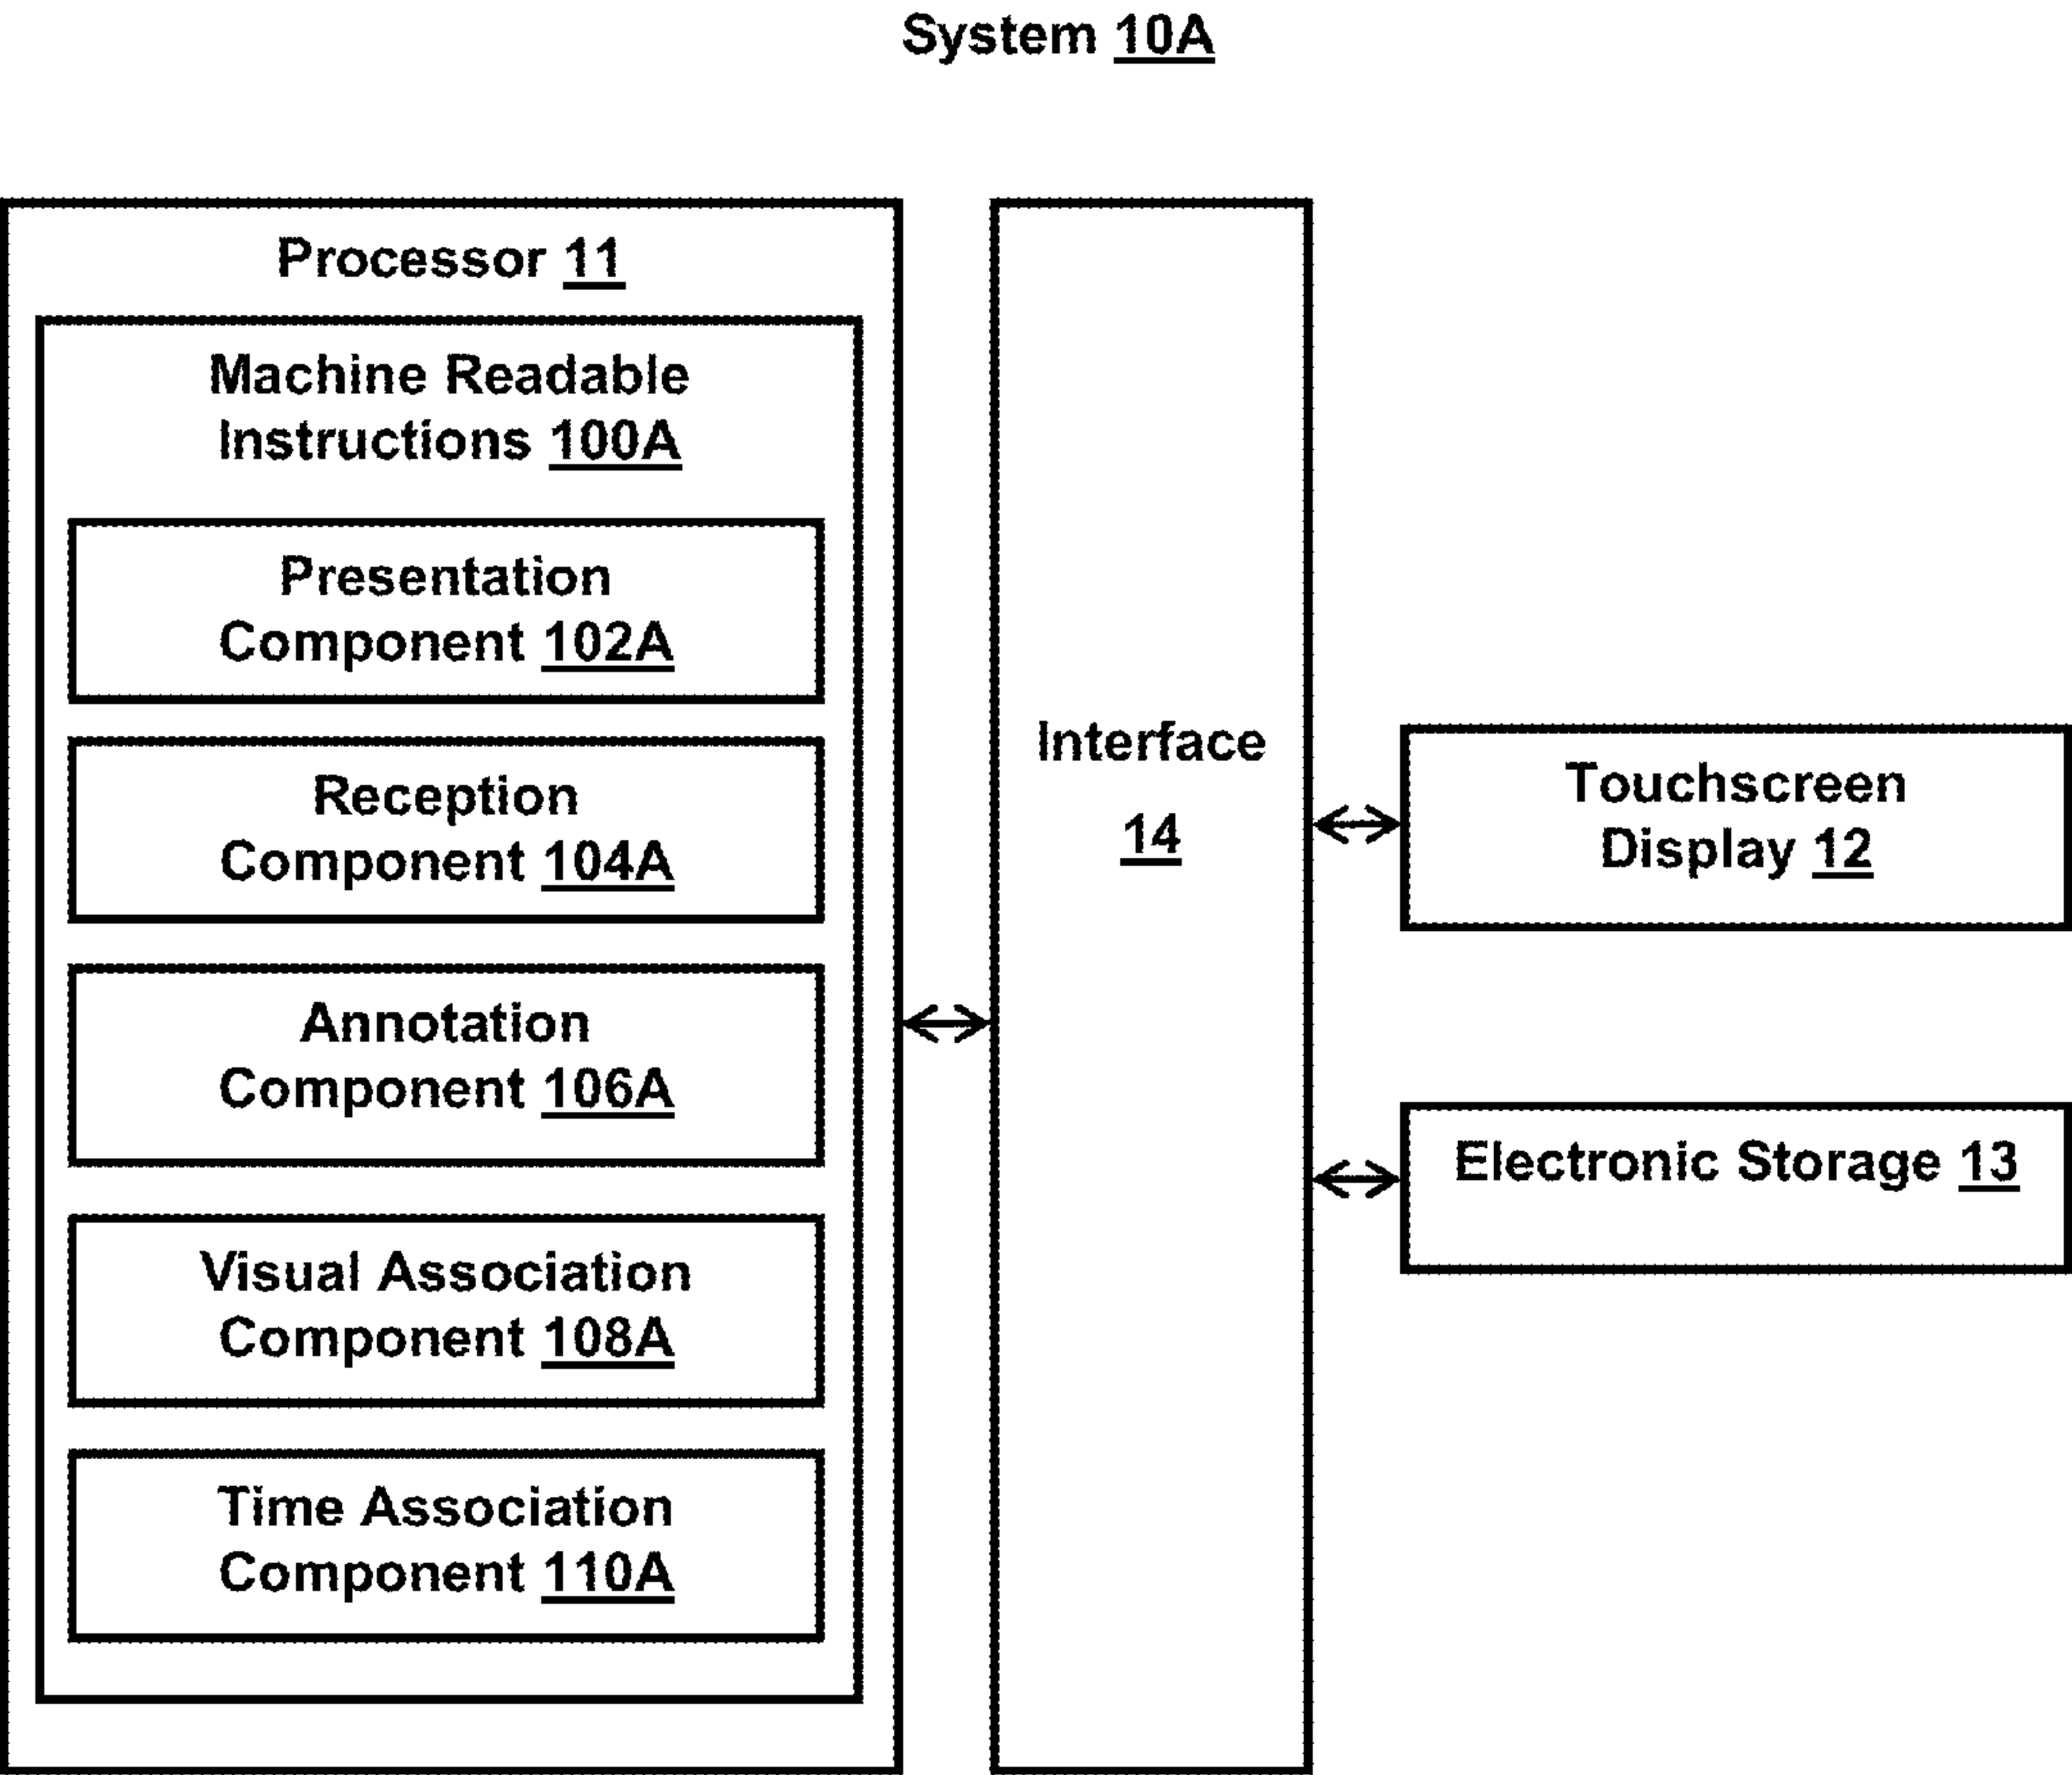 System 10A
Processor 11
Machine Readable
Instructions 100A
Presentation
Component 102A
Reception
Component 104A
Annotation
Component 106A
Visual Association
Component 108A
Time Association
Component 110A
Interface
14
Touchscreen
Display 12
Electronic Storage 13